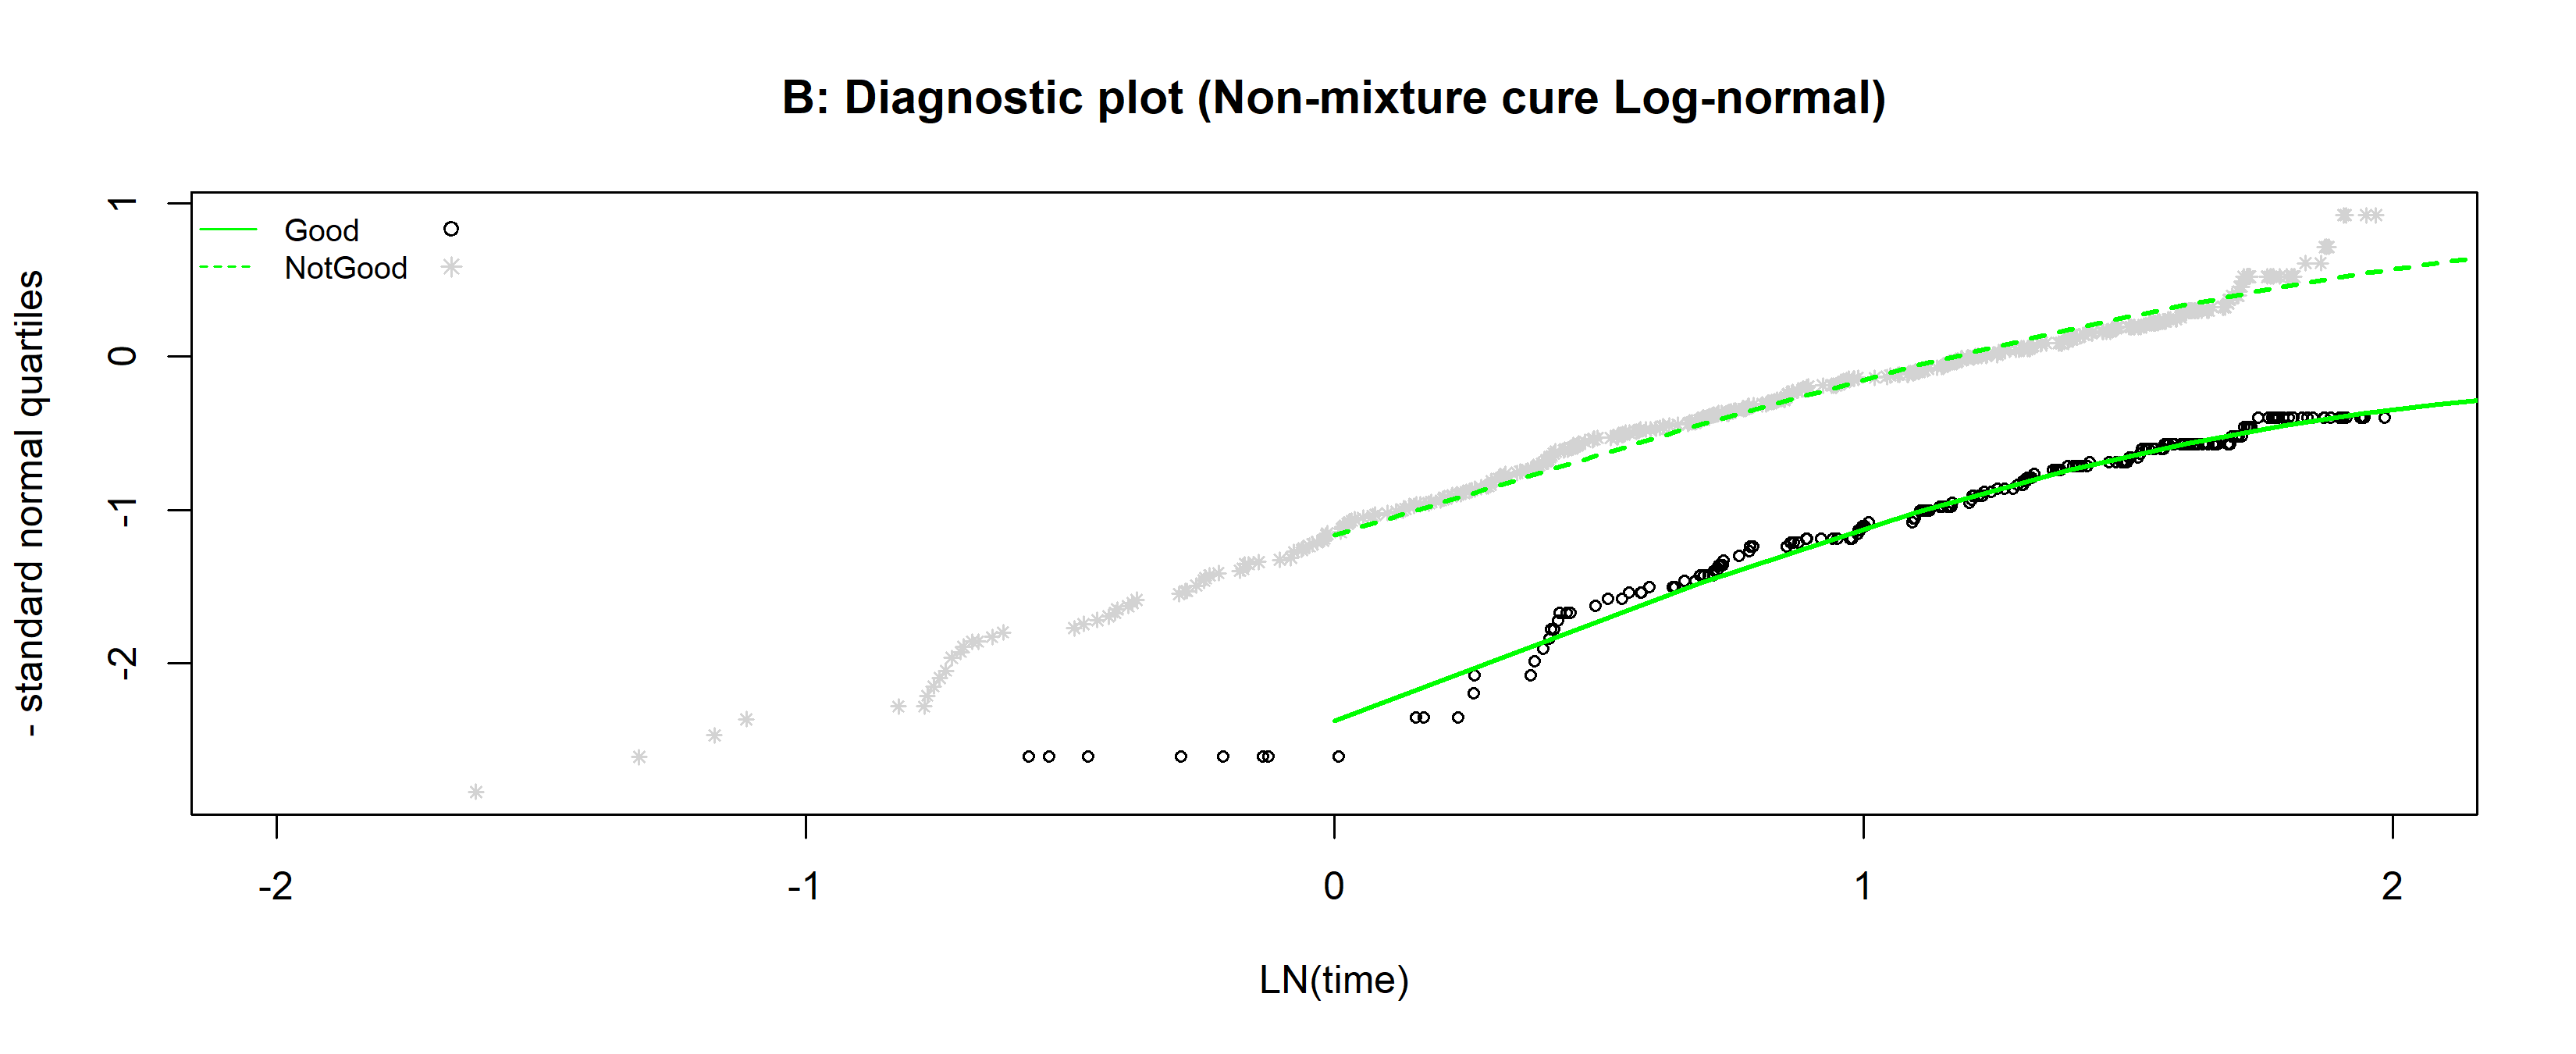 B: Diagnostic plot (Non-mixture cure Log-normal)
- standard normal quartiles
1
0
-1
-2
Good
NotGood
-2
-1
0
1
2
LN(time)